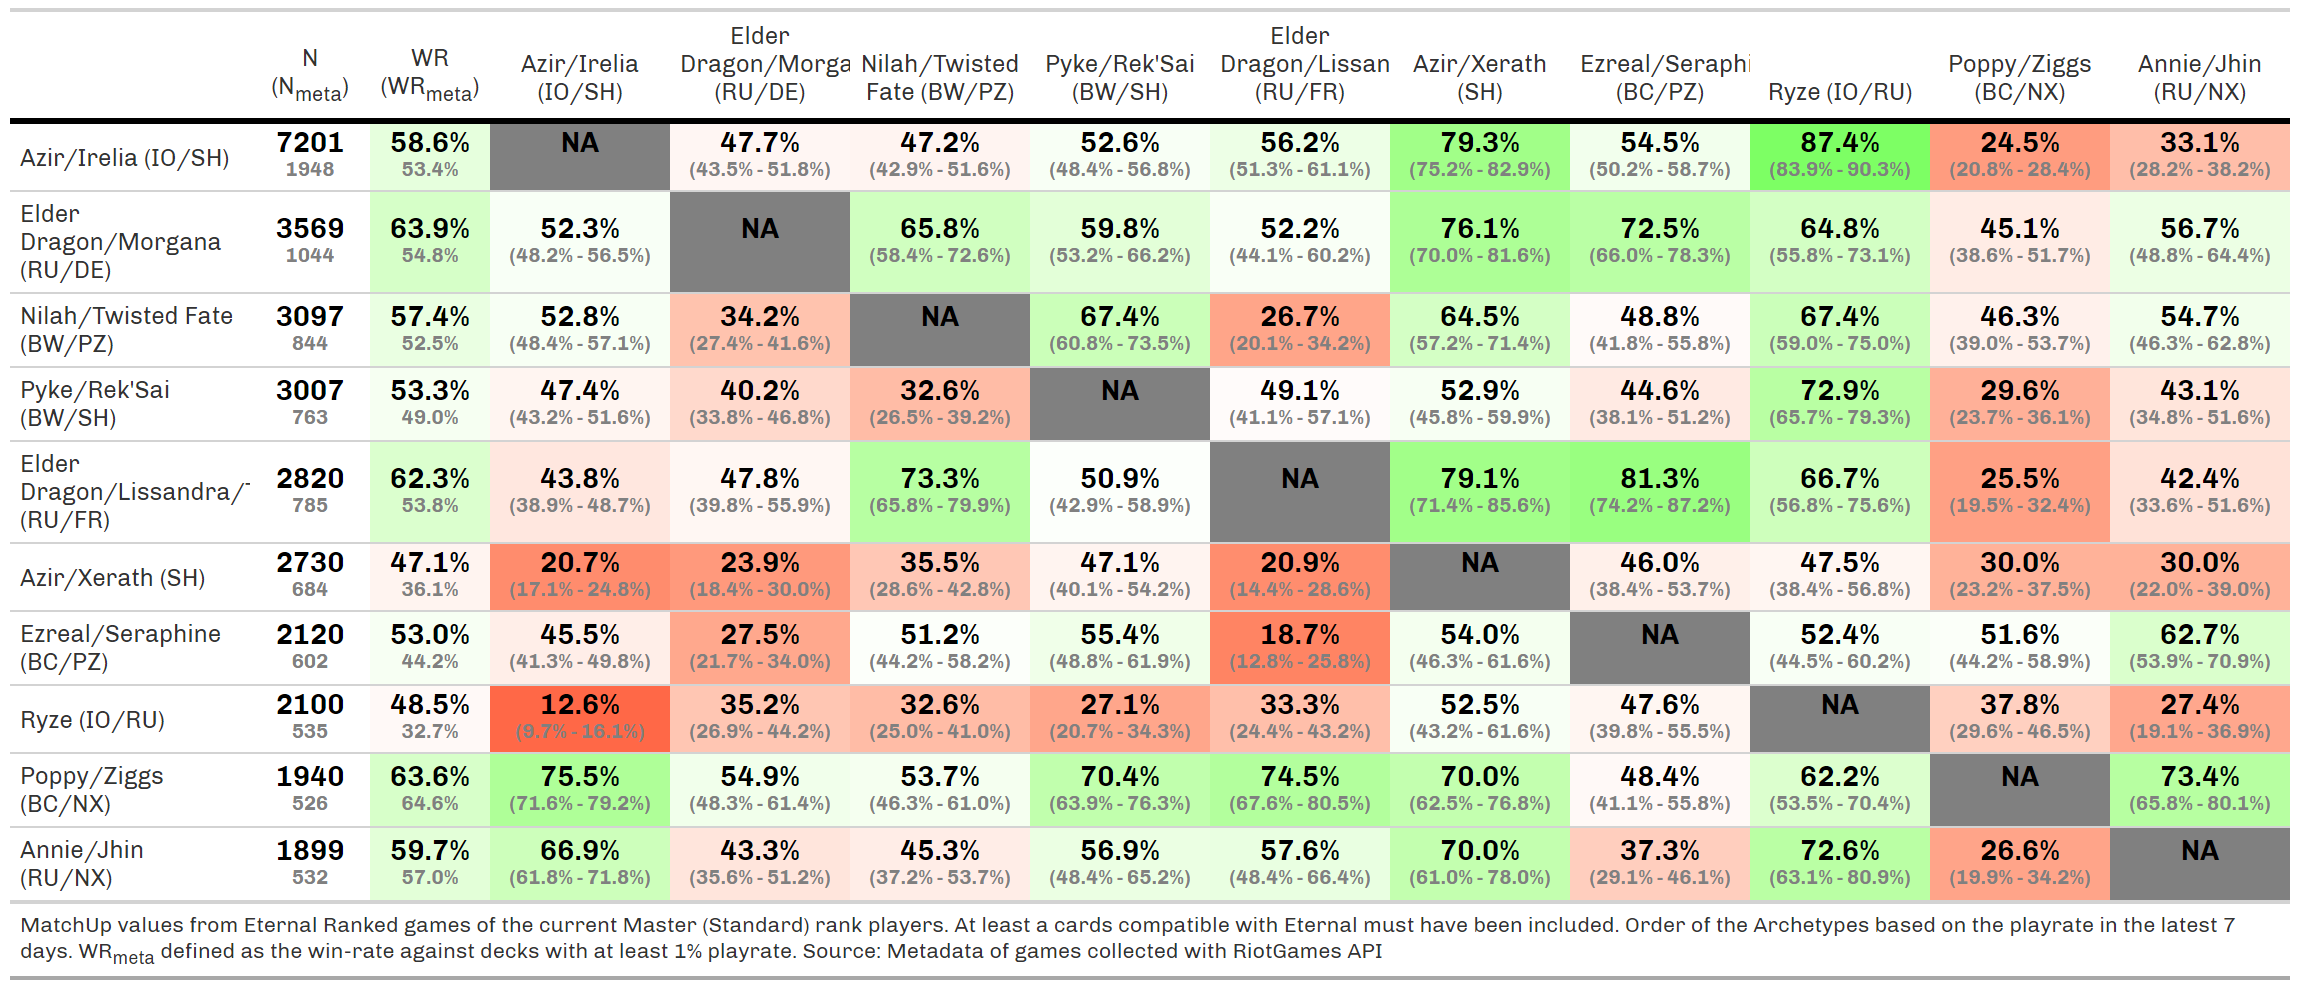 N WR Elder Elder
Azir/Irelia Dragon/Morga Nilah/Twisted Pyke/Rek'Sai Dragon/Lissan Azir/Xerath Ezreal/Seraphi Poppy/Ziggs Annie/Jhin
(Nmeta) (WRmeta) (IO/SH) (RU/DE) Fate (BW/PZ) (BW/SH) (RU/FR) (SH) (BC/PZ) Ryze (IO/RU) (BC/NX) (RU/NX)
Azir/Irelia (IO/SH) 7201 58.6% NA 47.7% 47.2% 52.6% 56.2% 79.3% 54.5% 87.4% 24.5% 33.1%
1948 53.4% (43.5% - 51.8%) (42.9% - 51.6%) (48.4% - 56.8%) (51.3% - 61.1%) (75.2% - 82.9%) (50.2% - 58.7%) (83.9% - 90.3%) (20.8% - 28.4%) (28.2% - 38.2%)
Elder
Dragon/Morgana 3569 63.9% 52.3% NA 65.8% 59.8% 52.2% 76.1% 72.5% 64.8% 45.1% 56.7%
(RU/DE) 1044 54.8% (48.2% - 56.5%) (58.4% - 72.6%) (53.2% - 66.2%) (44.1% - 60.2%) (70.0% - 81.6%) (66.0% - 78.3%) (55.8% - 73.1%) (38.6% - 51.7%) (48.8% - 64.4%)
Nilah/Twisted Fate 3097 57.4% 52.8% 34.2% NA 67.4% 26.7% 64.5% 48.8% 67.4% 46.3% 54.7%
(BW/PZ) 844 52.5% (48.4% - 57.1%) (27.4% - 41.6%) (60.8% - 73.5%) (20.1% - 34.2%) (57.2% - 71.4%) (41.8% - 55.8%) (59.0% - 75.0%) (39.0% - 53.7%) (46.3% - 62.8%)
Pyke/Rek'Sai 3007 53.3% 47.4% 40.2% 32.6% NA 49.1% 52.9% 44.6% 72.9% 29.6% 43.1%
(BW/SH) 763 49.0% (43.2% - 51.6%) (33.8% - 46.8%) (26.5% - 39.2%) (41.1% - 57.1%) (45.8% - 59.9%) (38.1% - 51.2%) (65.7% - 79.3%) (23.7% - 36.1%) (34.8% - 51.6%)
Elder
Dragon/Lissandra/ 2820 62.3% 43.8% 47.8% 73.3% 50.9% NA 79.1% 81.3% 66.7% 25.5% 42.4%
(RU/FR) 785 53.8% (38.9% - 48.7%) (39.8% - 55.9%) (65.8% - 79.9%) (42.9% - 58.9%) (71.4% - 85.6%) (74.2% - 87.2%) (56.8% - 75.6%) (19.5% - 32.4%) (33.6% - 51.6%)
Azir/Xerath (SH) 2730 47.1% 20.7% 23.9% 35.5% 47.1% 20.9% NA 46.0% 47.5% 30.0% 30.0%
684 36.1% (17.1% - 24.8%) (18.4% - 30.0%) (28.6% - 42.8%) (40.1% - 54.2%) (14.4% - 28.6%) (38.4% - 53.7%) (38.4% - 56.8%) (23.2% - 37.5%) (22.0% - 39.0%)
Ezreal/Seraphine 2120 53.0% 45.5% 27.5% 51.2% 55.4% 18.7% 54.0% NA 52.4% 51.6% 62.7%
(BC/PZ) 602 44.2% (41.3% - 49.8%) (21.7% - 34.0%) (44.2% - 58.2%) (48.8% - 61.9%) (12.8% - 25.8%) (46.3% - 61.6%) (44.5% - 60.2%) (44.2% - 58.9%) (53.9% - 70.9%)
Ryze (IO/RU) 2100 48.5% 12.6% 35.2% 32.6% 27.1% 33.3% 52.5% 47.6% NA 37.8% 27.4%
535 32.7% (9.7% - 16.1%) (26.9% - 44.2%) (25.0% - 41.0%) (20.7% - 34.3%) (24.4% - 43.2%) (43.2% - 61.6%) (39.8% - 55.5%) (29.6% - 46.5%) (19.1% - 36.9%)
Poppy/Ziggs 1940 63.6% 75.5% 54.9% 53.7% 70.4% 74.5% 70.0% 48.4% 62.2% NA 73.4%
(BC/NX) 526 64.6% (71.6% - 79.2%) (48.3% - 61.4%) (46.3% - 61.0%) (63.9% - 76.3%) (67.6% - 80.5%) (62.5% - 76.8%) (41.1% - 55.8%) (53.5% - 70.4%) (65.8% - 80.1%)
Annie/Jhin 1899 59.7% 66.9% 43.3% 45.3% 56.9% 57.6% 70.0% 37.3% 72.6% 26.6% NA
(RU/NX) 532 57.0% (61.8% - 71.8%) (35.6% - 51.2%) (37.2% - 53.7%) (48.4% - 65.2%) (48.4% - 66.4%) (61.0% - 78.0%) (29.1% - 46.1%) (63.1% - 80.9%) (19.9% - 34.2%)
MatchUp values from Eternal Ranked games of the current Master (Standard) rank players. At least a cards compatible with Eternal must have been included. Order of the Archetypes based on the playrate in the latest 7
days. WRmeta defined as the win-rate against decks with at least 1% playrate. Source: Metadata of games collected with RiotGames API